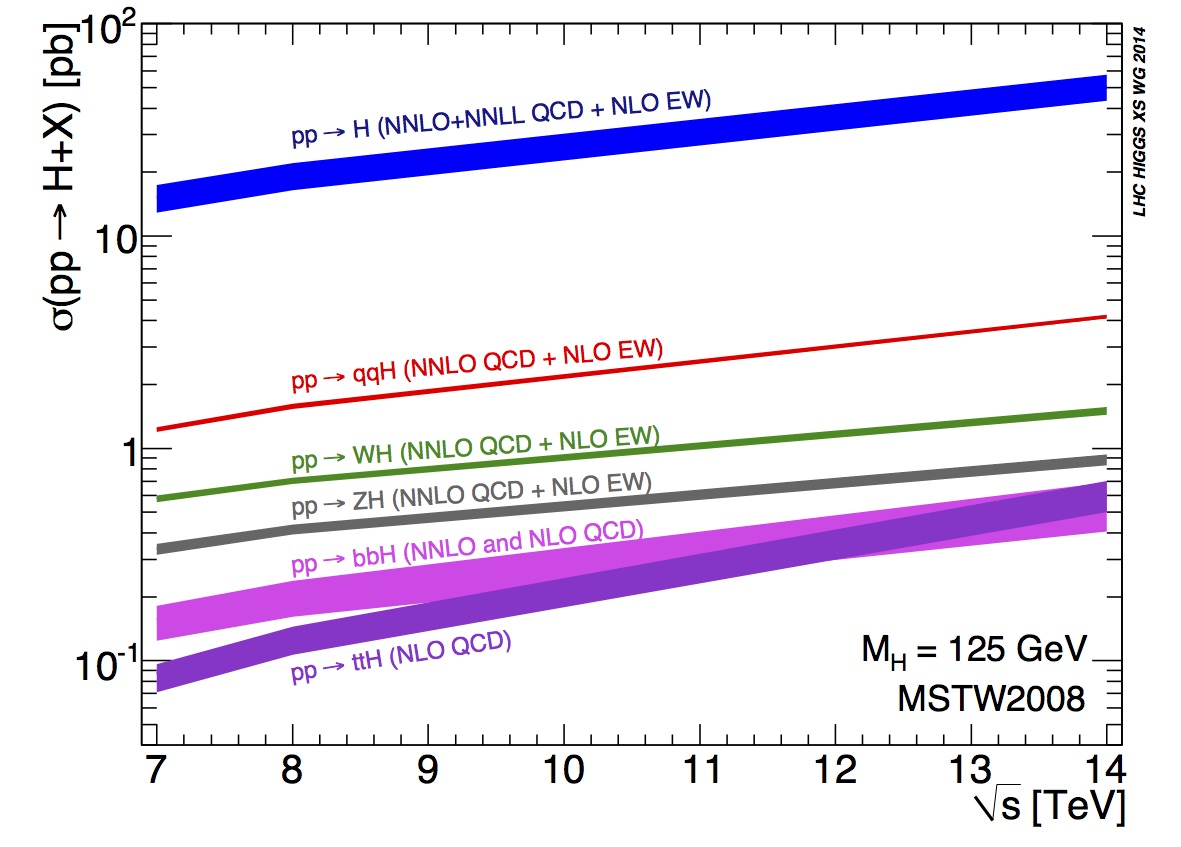 10²
σ(pp → H+X) [pb]
LHC HIGGS XS WG 2014
pp → H (NNLO+NNLL QCD + NLO EW)
10
pp → qqH (NNLO QCD + NLO EW)
1
pp → WH (NNLO QCD + NLO EW)
pp → ZH (NNLO QCD + NLO EW)
pp → bbH (NNLO and NLO QCD)
pp → ttH (NLO QCD)
10⁻¹
M_H = 125 GeV
MSTW2008
7 8 9 10 11 12 13 14
√s [TeV]